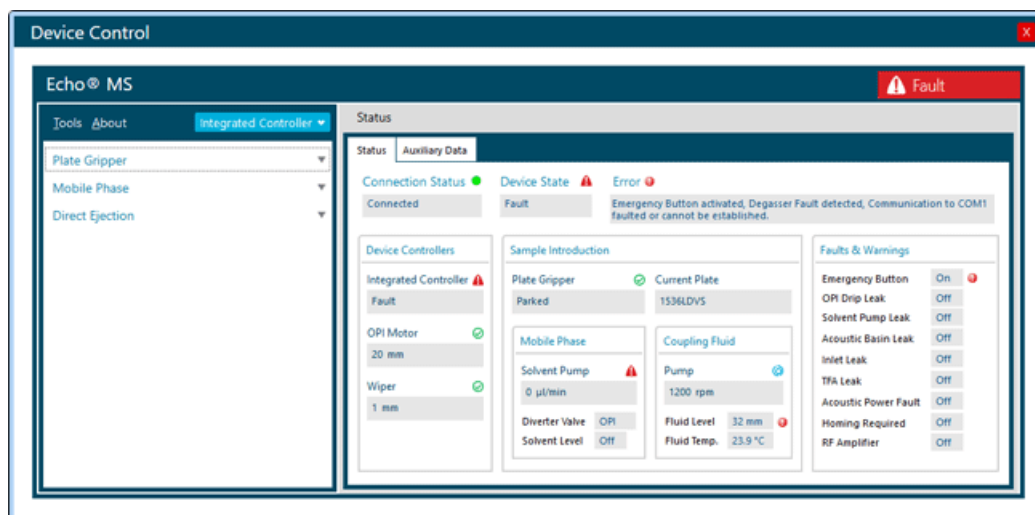 Device Control
X
Echo® MS
Fault
Tools About
Integrated Controller
Plate Gripper
Mobile Phase
Direct Ejection
Status
Status
Auxiliary Data
Connection Status
Device State
Error
Connected
Fault
Emergency Button activated, Degasser Fault detected, Communication to COM1
faulted or cannot be established.
Device Controllers
Integrated Controller
Fault
OPI Motor
20 mm
Wiper
1 mm
Sample Introduction
Plate Gripper
Parked
Current Plate
1536LDVS
Mobile Phase
Solvent Pump
0 µl/min
Diverter Valve OPI
Solvent Level Off
Coupling Fluid
Pump
1200 rpm
Fluid Level 32 mm
Fluid Temp. 23.9 °C
Faults & Warnings
Emergency Button On
OPI Drip Leak Off
Solvent Pump Leak Off
Acoustic Basin Leak Off
Inlet Leak Off
TFA Leak Off
Acoustic Power Fault Off
Homing Required Off
RF Amplifier Off